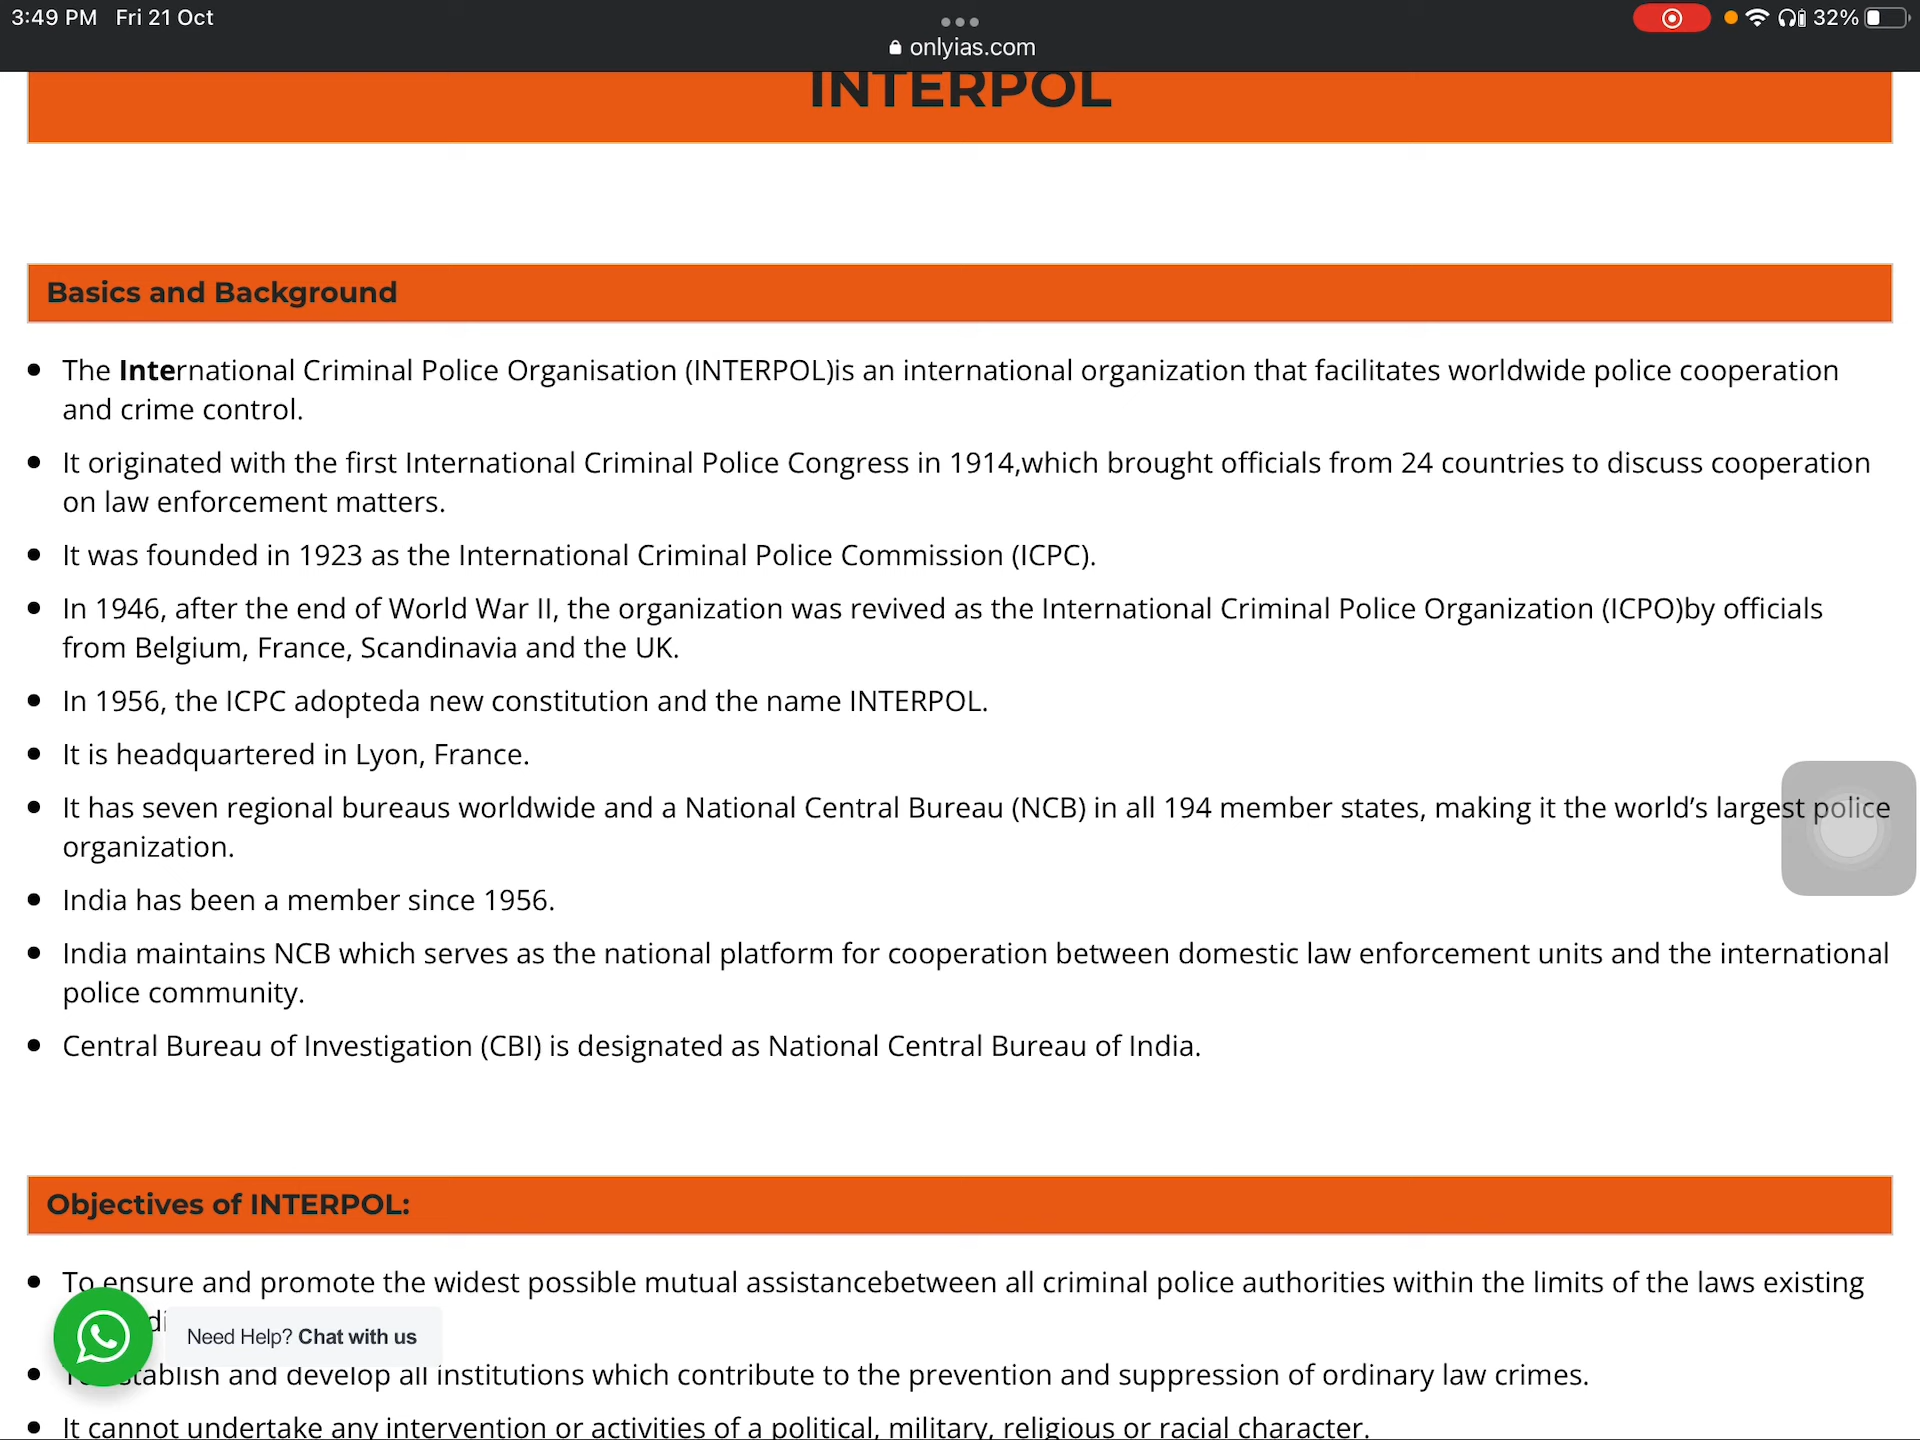 3:49 PM Fri 21 Oct
32%
onlyias.com
INTERPOL
Basics and Background
The International Criminal Police Organisation (INTERPOL)is an international organization that facilitates worldwide police cooperation
and crime control.
It originated with the first International Criminal Police Congress in 1914,which brought officials from 24 countries to discuss cooperation
on law enforcement matters.
It was founded in 1923 as the International Criminal Police Commission (ICPC).
In 1946, after the end of World War II, the organization was revived as the International Criminal Police Organization (ICPO)by officials
from Belgium, France, Scandinavia and the UK.
In 1956, the ICPC adopteda new constitution and the name INTERPOL.
It is headquartered in Lyon, France.
It has seven regional bureaus worldwide and a National Central Bureau (NCB) in all 194 member states, making it the world’s largest police
organization.
India has been a member since 1956.
India maintains NCB which serves as the national platform for cooperation between domestic law enforcement units and the international
police community.
Central Bureau of Investigation (CBI) is designated as National Central Bureau of India.
Objectives of INTERPOL:
To ensure and promote the widest possible mutual assistancebetween all criminal police authorities within the limits of the laws existing
Need Help? Chat with us
and develop all institutions which contribute to the prevention and suppression of ordinary law crimes.
It cannot undertake any intervention or activities of a political, military, religious or racial character.